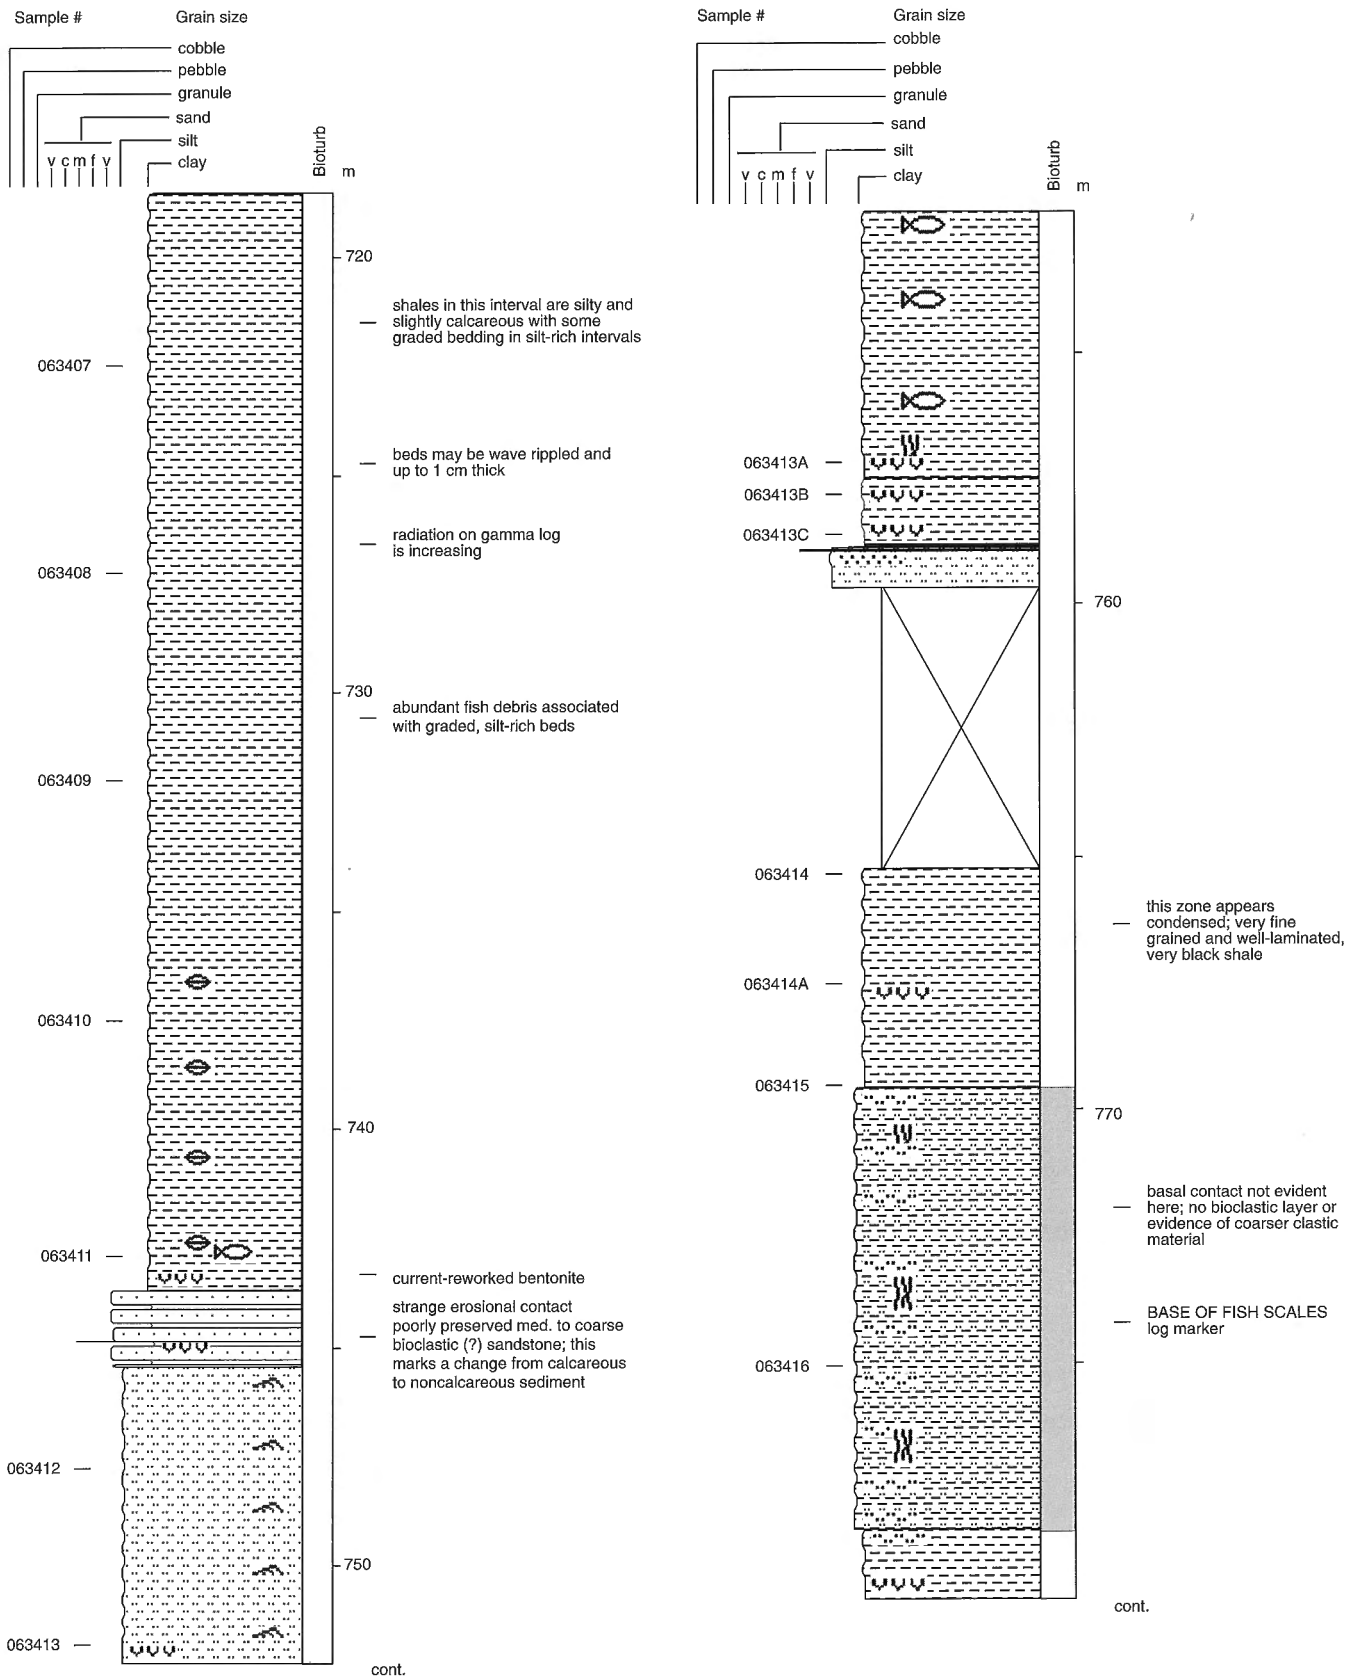 Sample #
Grain size
cobble
pebble
granule
sand
silt
v c m f v
clay
Bioturb
m
720
shales in this interval are silty and
slightly calcareous with some
graded bedding in silt-rich intervals
063407
beds may be wave rippled and
up to 1 cm thick
radiation on gamma log
is increasing
063408
730
abundant fish debris associated
with graded, silt-rich beds
063409
063410
740
063411
current-reworked bentonite
strange erosional contact
poorly preserved med. to coarse
bioclastic (?) sandstone; this
marks a change from calcareous
to noncalcareous sediment
063412
750
063413
cont.
Sample #
Grain size
cobble
pebble
granule
sand
silt
v c m f v
clay
Bioturb
m
063413A
063413B
063413C
760
063414
this zone appears
condensed; very fine
grained and well-laminated,
very black shale
063414A
063415
770
basal contact not evident
here; no bioclastic layer or
evidence of coarser clastic
material
BASE OF FISH SCALES
log marker
063416
cont.